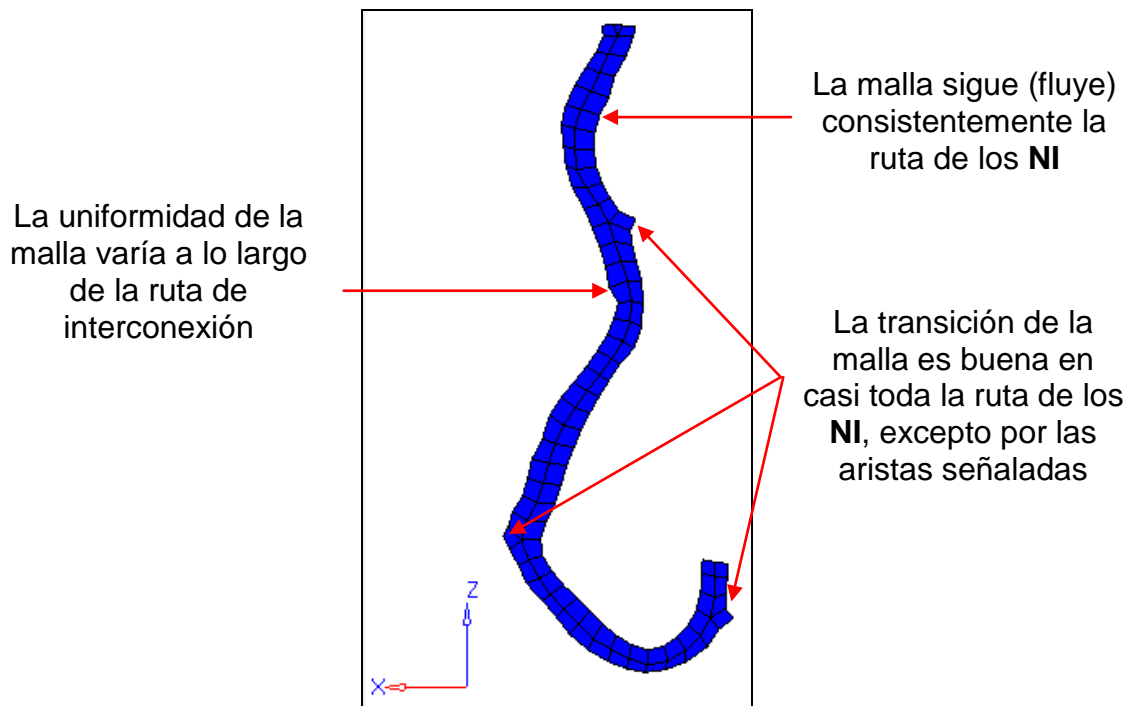 La malla sigue (fluye)
consistentemente la
ruta de los NI
La uniformidad de la
malla varía a lo largo
de la ruta de
interconexión
La transición de la
malla es buena en
casi toda la ruta de los
NI, excepto por las
aristas señaladas
Z
X